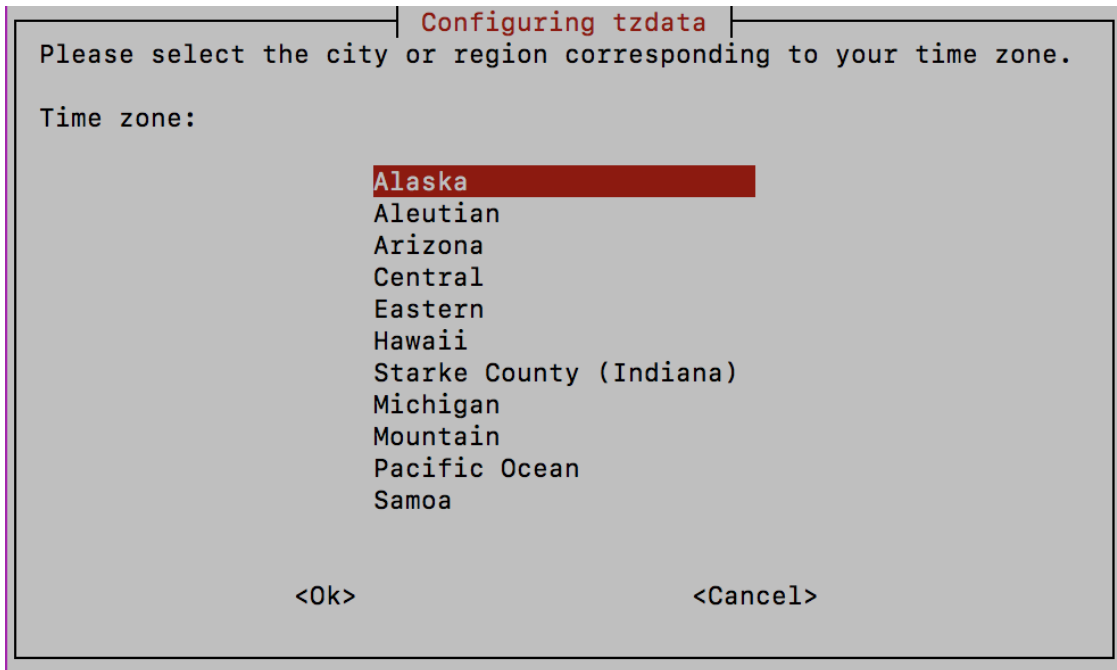 Configuring tzdata
Please select the city or region corresponding to your time zone.
Time zone:
Alaska
Aleutian
Arizona
Central
Eastern
Hawaii
Starke County (Indiana)
Michigan
Mountain
Pacific Ocean
Samoa
<Ok> <Cancel>